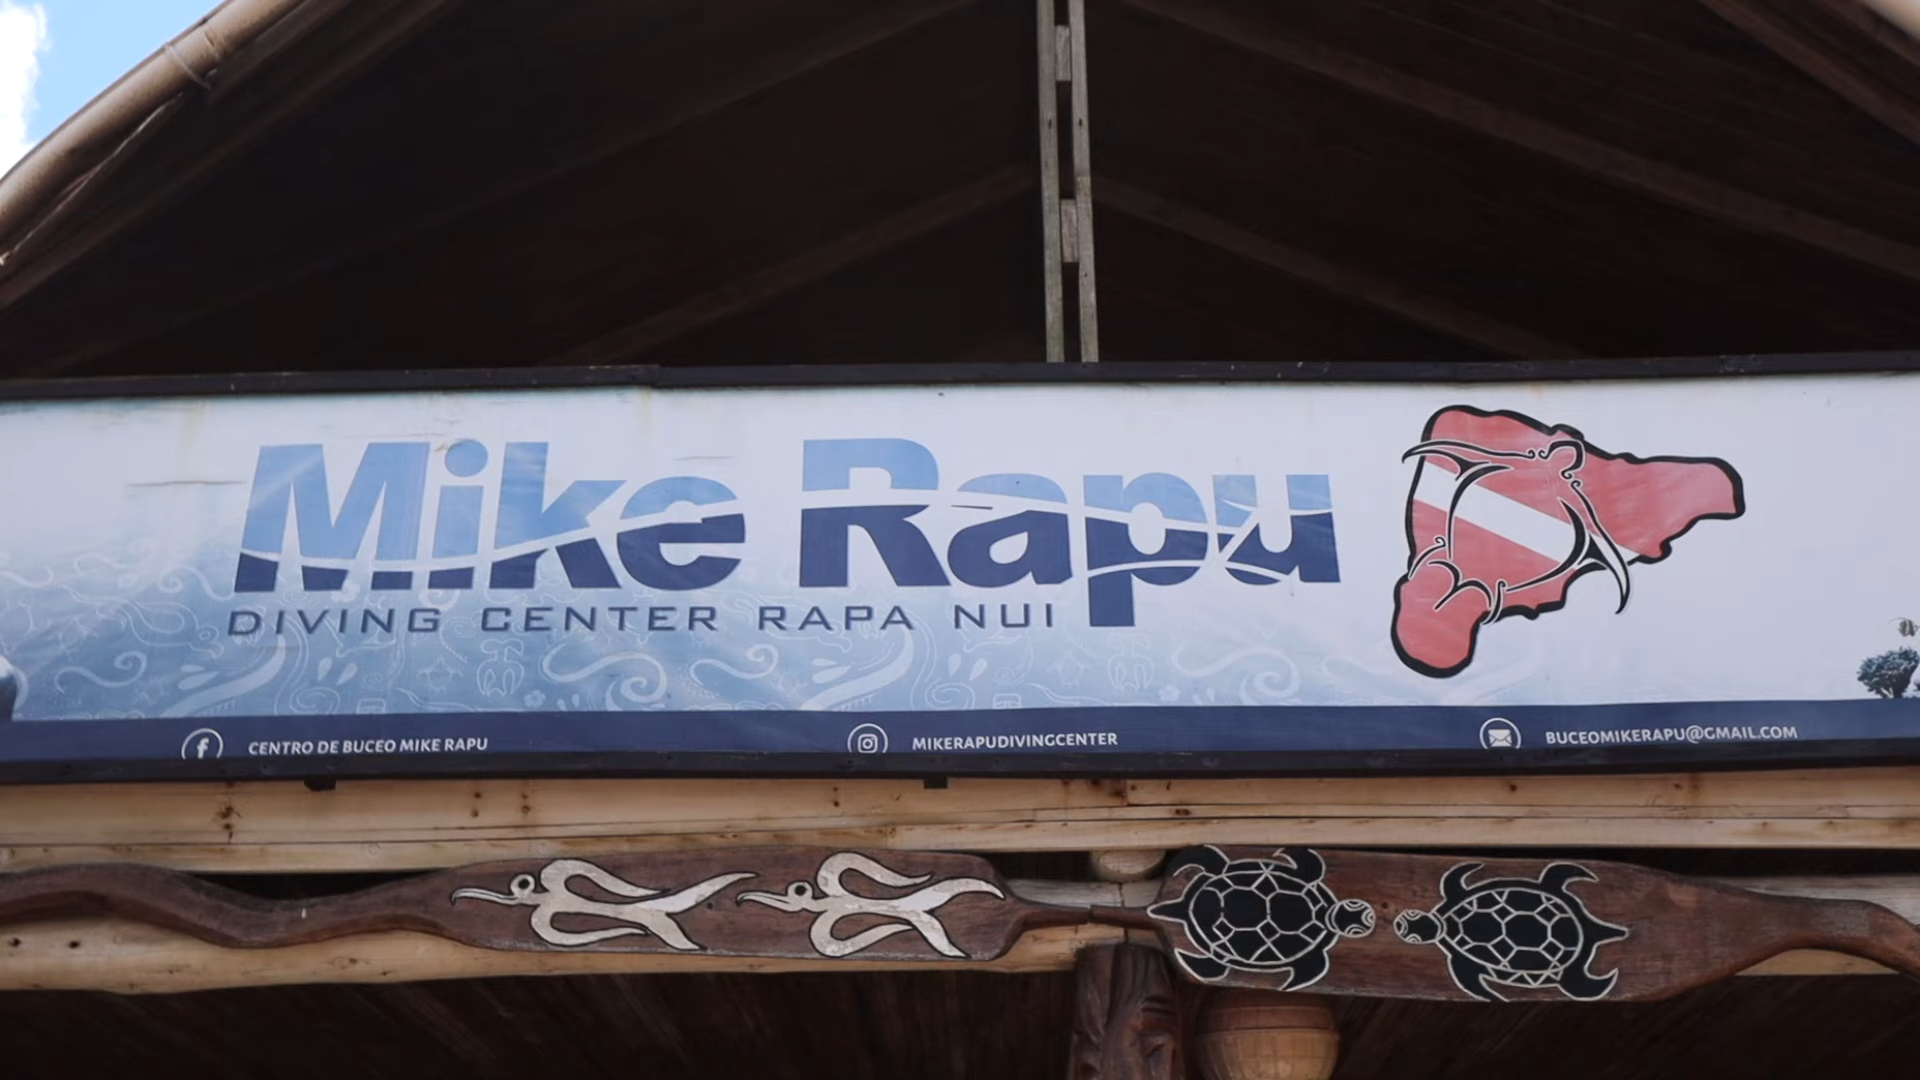 Mike Rapu
DIVING CENTER RAPA NUI
CENTRO DE BUCEO MIKE RAPU
MIKERAPUDIVINGCENTER
BUCEOMIKERAPU@GMAIL.COM